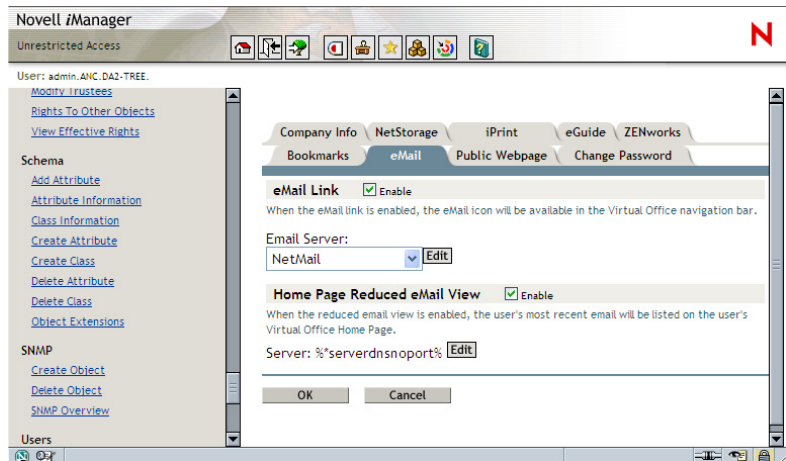 Novell iManager
Unrestricted Access
N
User: admin.ANC.DA2-TREE.
Modify Trustees
Rights To Other Objects
View Effective Rights
Schema
Add Attribute
Attribute Information
Class Information
Create Attribute
Create Class
Delete Attribute
Delete Class
Object Extensions
SNMP
Create Object
Delete Object
SNMP Overview
Users
Company Info NetStorage iPrint eGuide ZENworks
Bookmarks eMail Public Webpage Change Password
eMail Link Enable
When the eMail link is enabled, the eMail icon will be available in the Virtual Office navigation bar.
Email Server:
NetMail Edit
Home Page Reduced eMail View Enable
When the reduced email view is enabled, the user's most recent email will be listed on the user's
Virtual Office Home Page.
Server: %*serverdnsnoport% Edit
OK Cancel